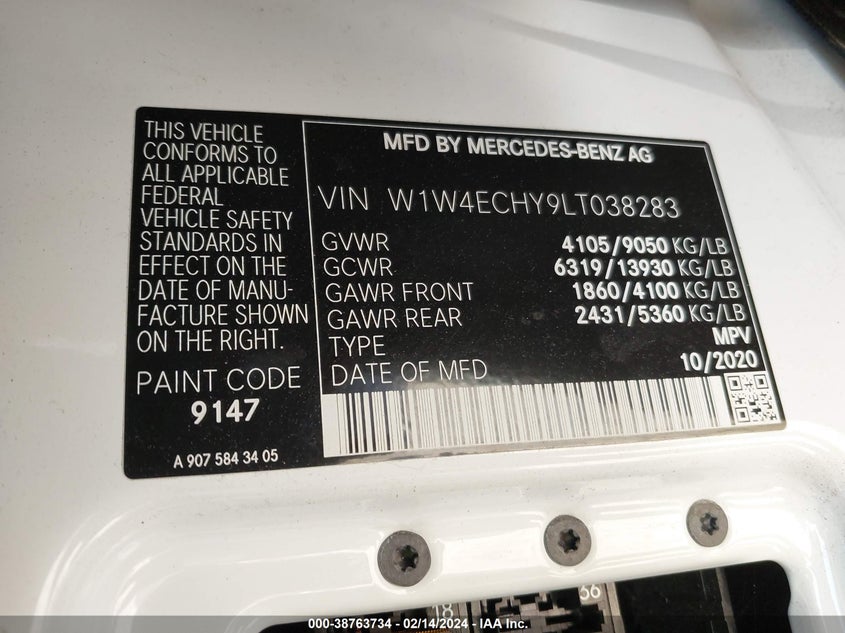 THIS VEHICLE
CONFORMS TO
ALL APPLICABLE
FEDERAL
VEHICLE SAFETY
STANDARDS IN
EFFECT ON THE
DATE OF MANU-
FACTURE SHOWN
ON THE RIGHT.
PAINT CODE
9147
A 907 584 34 05
MFD BY MERCEDES-BENZ AG
VIN W1W4ECHY9LT038283
GVWR 4105/9050 KG/LB
GCWR 6319/13930 KG/LB
GAWR FRONT 1860/4100 KG/LB
GAWR REAR 2431/5360 KG/LB
TYPE MPV
DATE OF MFD 10/2020
18
66
000-38763734 - 02/14/2024 - IAA Inc.